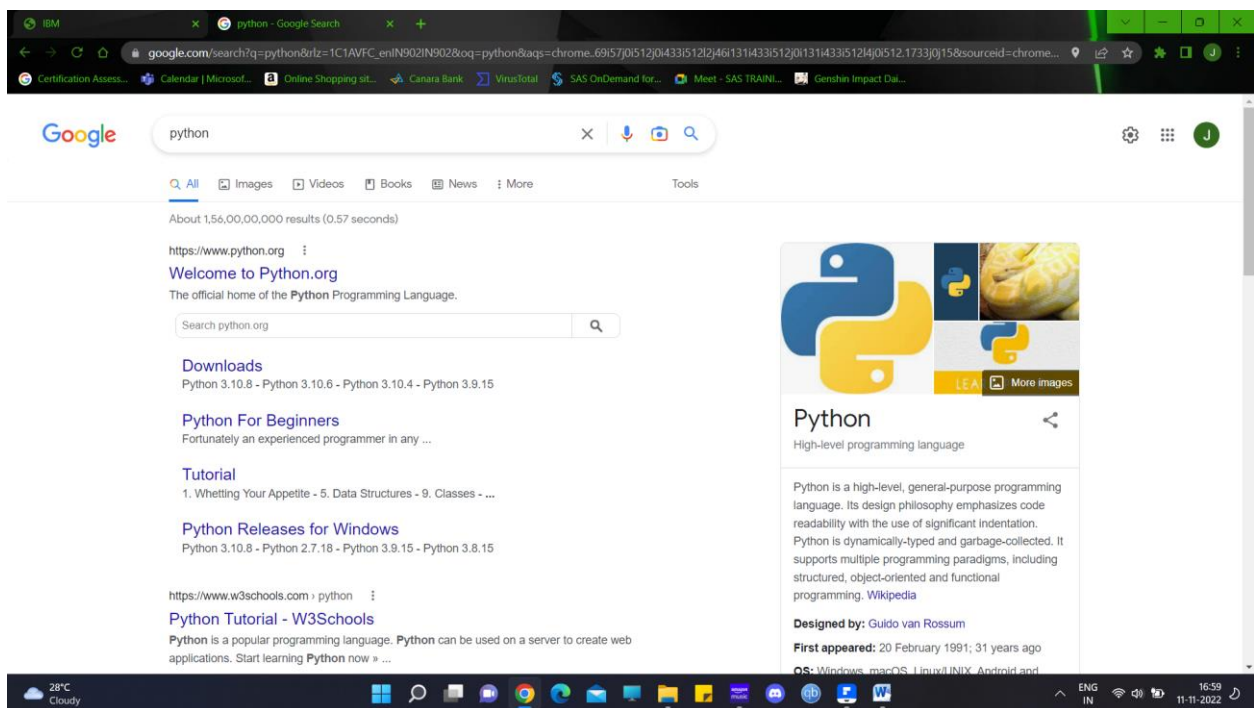 IBM
python - Google Search
google.com/search?q=python&rlz=1C1AVFC_enIN902IN902&oq=python&aqs=chrome..69i57j0i512j0i433i512l2j46i131i433i512j0i131i433i512l4j0i512.1733j0j15&sourceid=chrome...
Certification Assess...
Calendar | Microsof...
Online Shopping sit...
Canara Bank
VirusTotal
SAS OnDemand for...
Meet - SAS TRAINI...
Genshin Impact Dai...
Google
python
J
J
All
Images
Videos
Books
News
More
Tools
About 1,56,00,00,000 results (0.57 seconds)
https://www.python.org
Welcome to Python.org
The official home of the Python Programming Language.
Search python.org
Downloads
Python 3.10.8 - Python 3.10.6 - Python 3.10.4 - Python 3.9.15
Python For Beginners
Fortunately an experienced programmer in any ...
Tutorial
1. Whetting Your Appetite - 5. Data Structures - 9. Classes - ...
Python Releases for Windows
Python 3.10.8 - Python 2.7.18 - Python 3.9.15 - Python 3.8.15
https://www.w3schools.com › python
Python Tutorial - W3Schools
Python is a popular programming language. Python can be used on a server to create web
applications. Start learning Python now » ...
LEA
More images
Python
High-level programming language
Python is a high-level, general-purpose programming
language. Its design philosophy emphasizes code
readability with the use of significant indentation.
Python is dynamically-typed and garbage-collected. It
supports multiple programming paradigms, including
structured, object-oriented and functional
programming. Wikipedia
Designed by: Guido van Rossum
First appeared: 20 February 1991; 31 years ago
OS: Windows, macOS, Linux/UNIX, Android and
28°C
Cloudy
music
qb
W
ENG
IN
16:59
11-11-2022